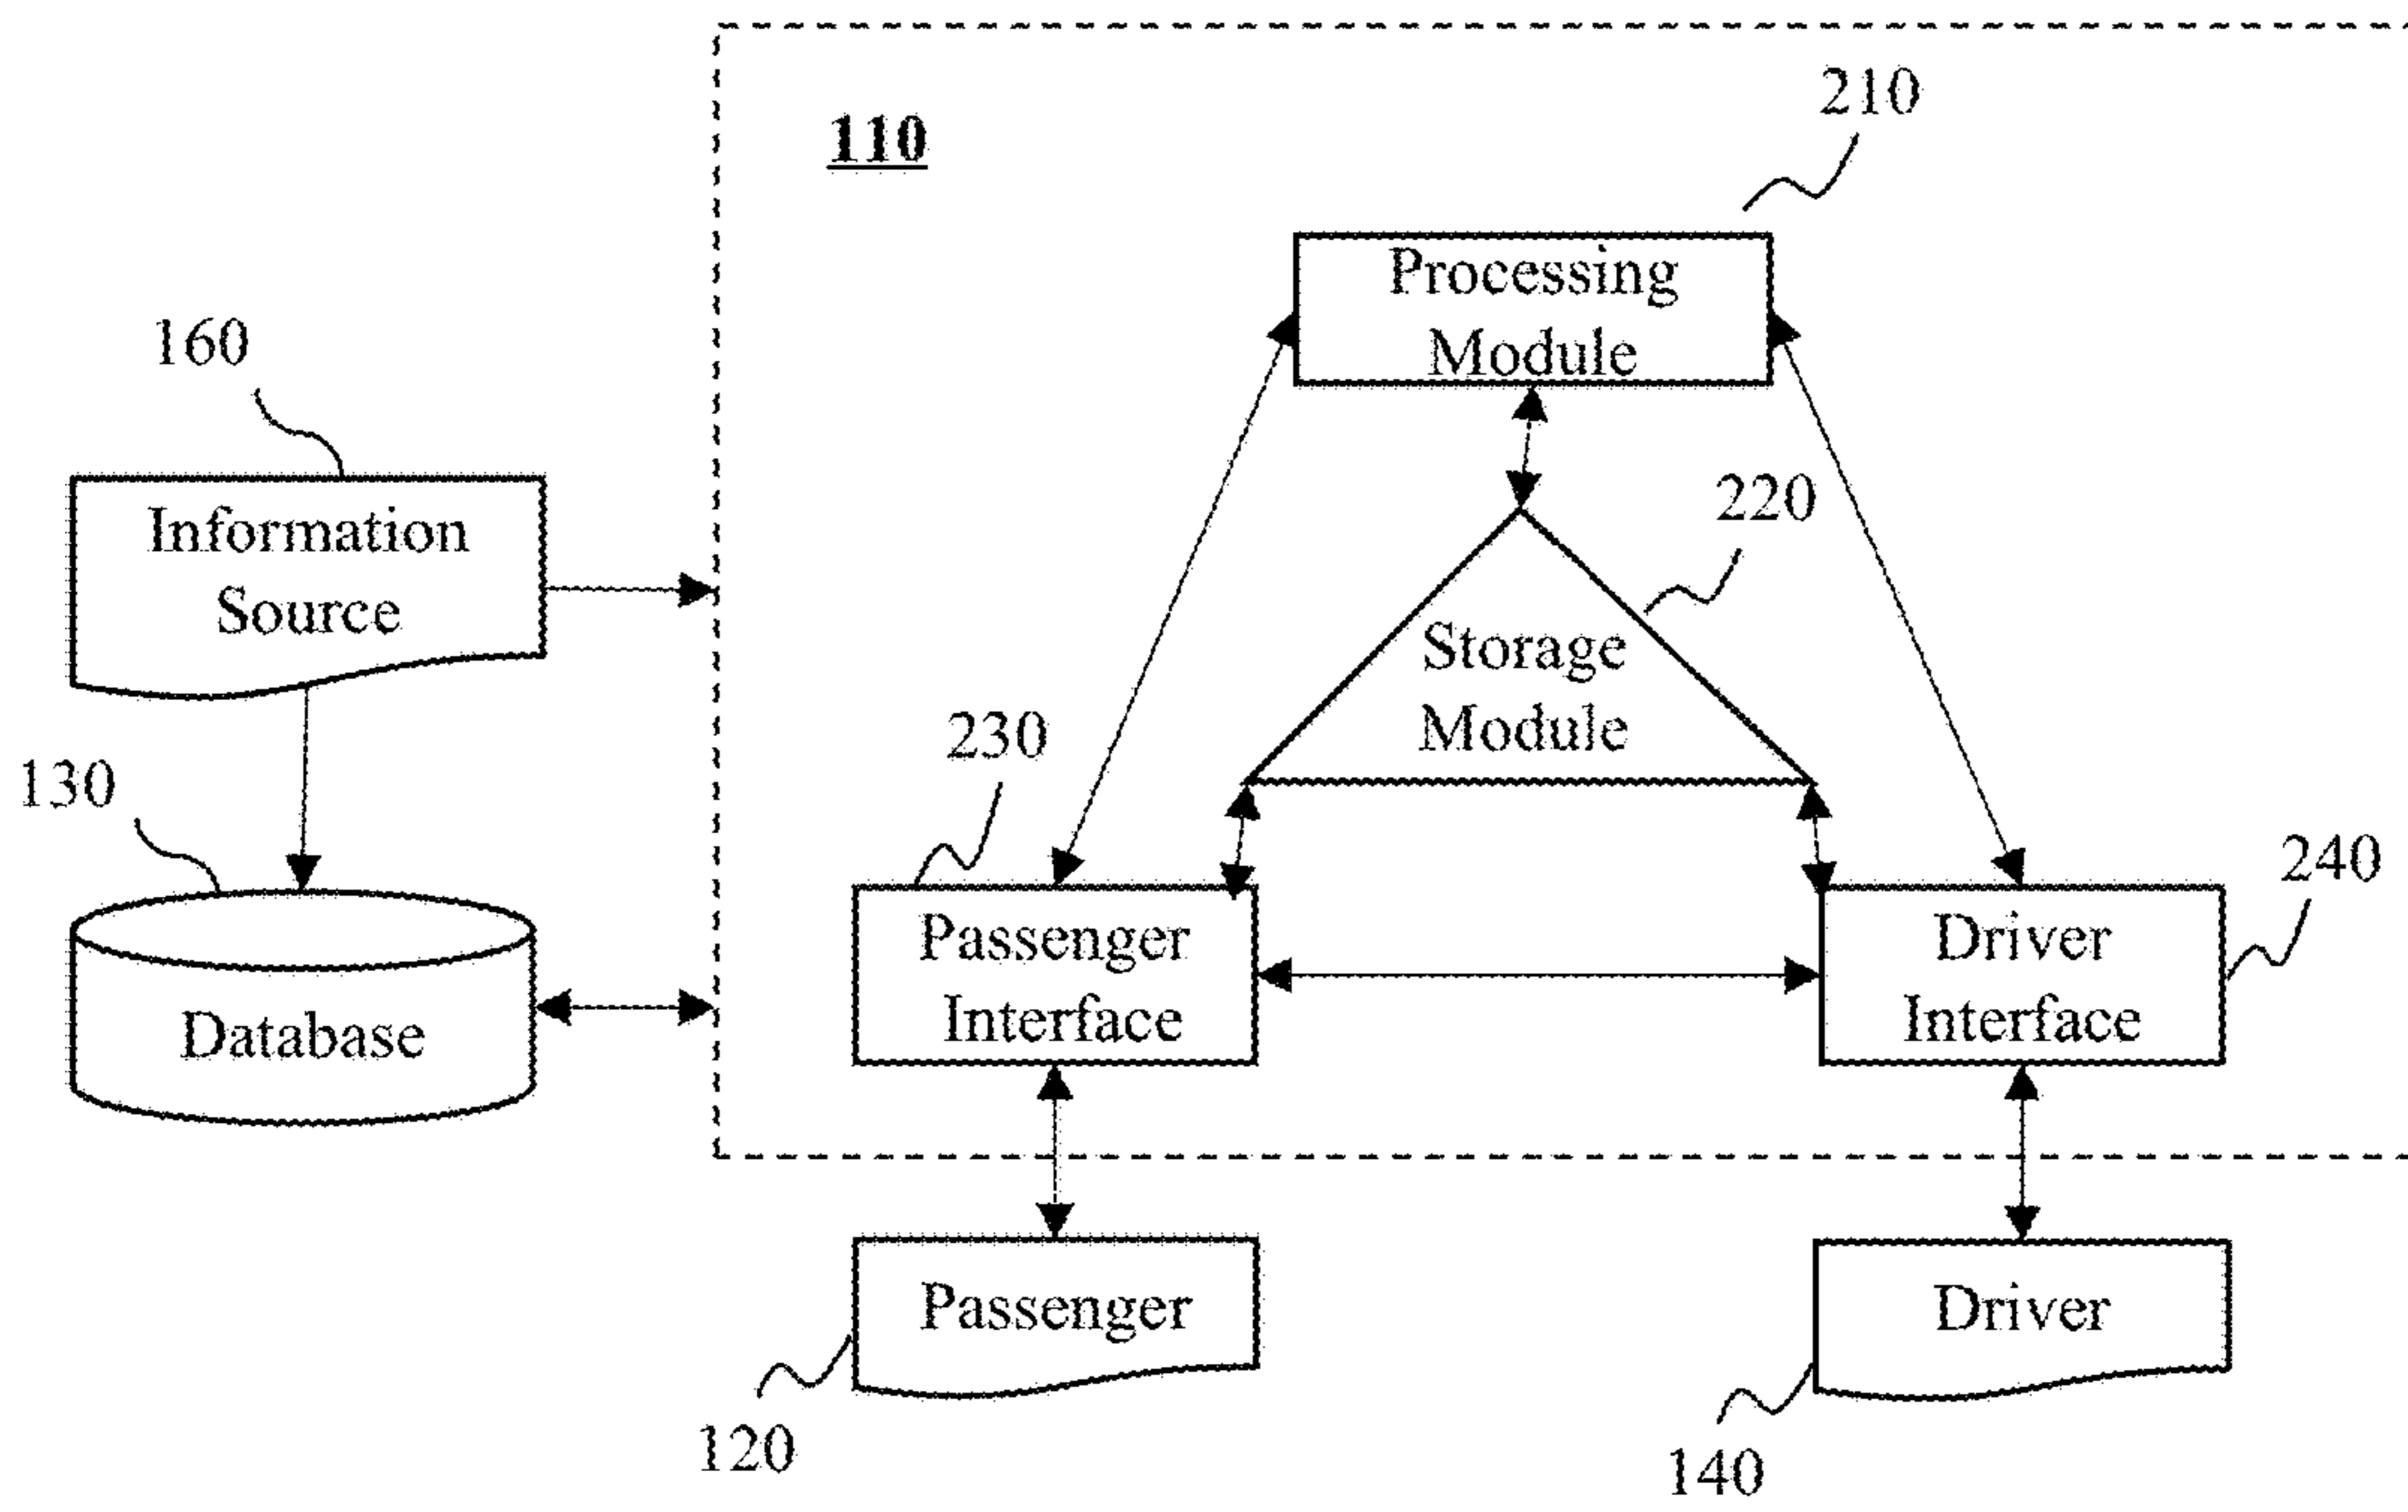 210
110
Processing
Module
160
Information
Source
220
Storage
Module
230
130
240
Passenger
Interface
Driver
Interface
Database
Passenger
Driver
120
140